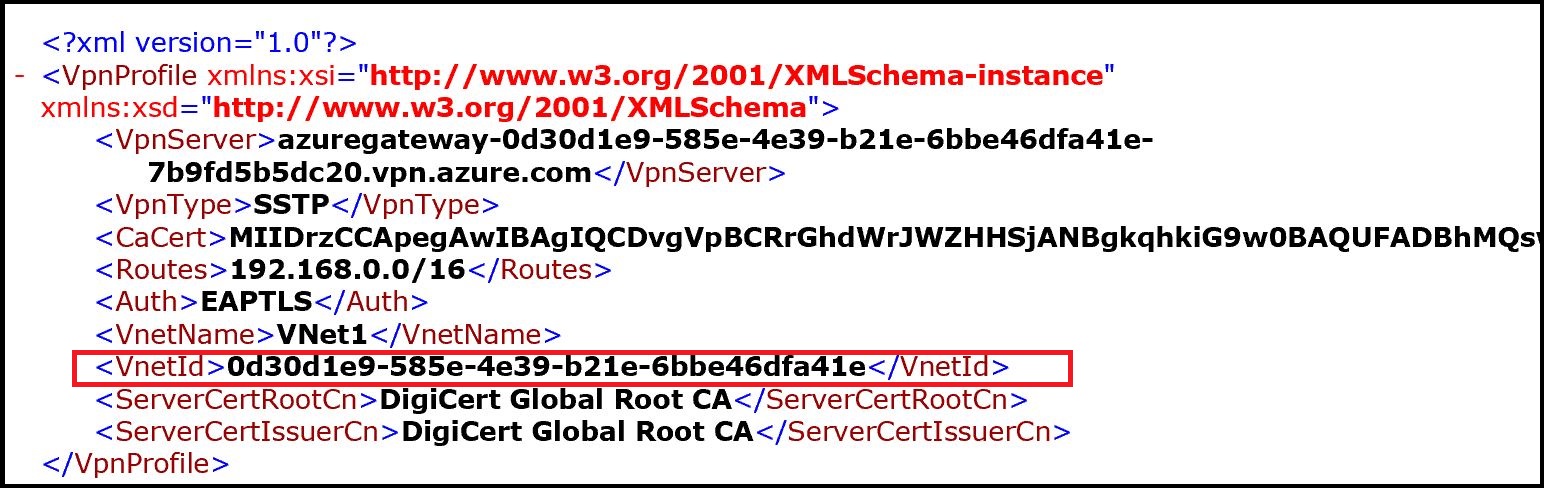 <?xml version="1.0"?>
- <VpnProfile xmlns:xsi="http://www.w3.org/2001/XMLSchema-instance"
xmlns:xsd="http://www.w3.org/2001/XMLSchema">
<VpnServer>azuregateway-0d30d1e9-585e-4e39-b21e-6bbe46dfa41e-
7b9fd5b5dc20.vpn.azure.com</VpnServer>
<VpnType>SSTP</VpnType>
<CaCert>MIIDrzCCApegAwIBAgIQCDvgVpBCRrGhdWrJWZHHSjANBgkqhkiG9w0BAQUFADBhMQsw
<Routes>192.168.0.0/16</Routes>
<Auth>EAPTLS</Auth>
<VnetName>VNet1</VnetName>
<VnetId>0d30d1e9-585e-4e39-b21e-6bbe46dfa41e</VnetId>
<ServerCertRootCn>DigiCert Global Root CA</ServerCertRootCn>
<ServerCertIssuerCn>DigiCert Global Root CA</ServerCertIssuerCn>
</VpnProfile>